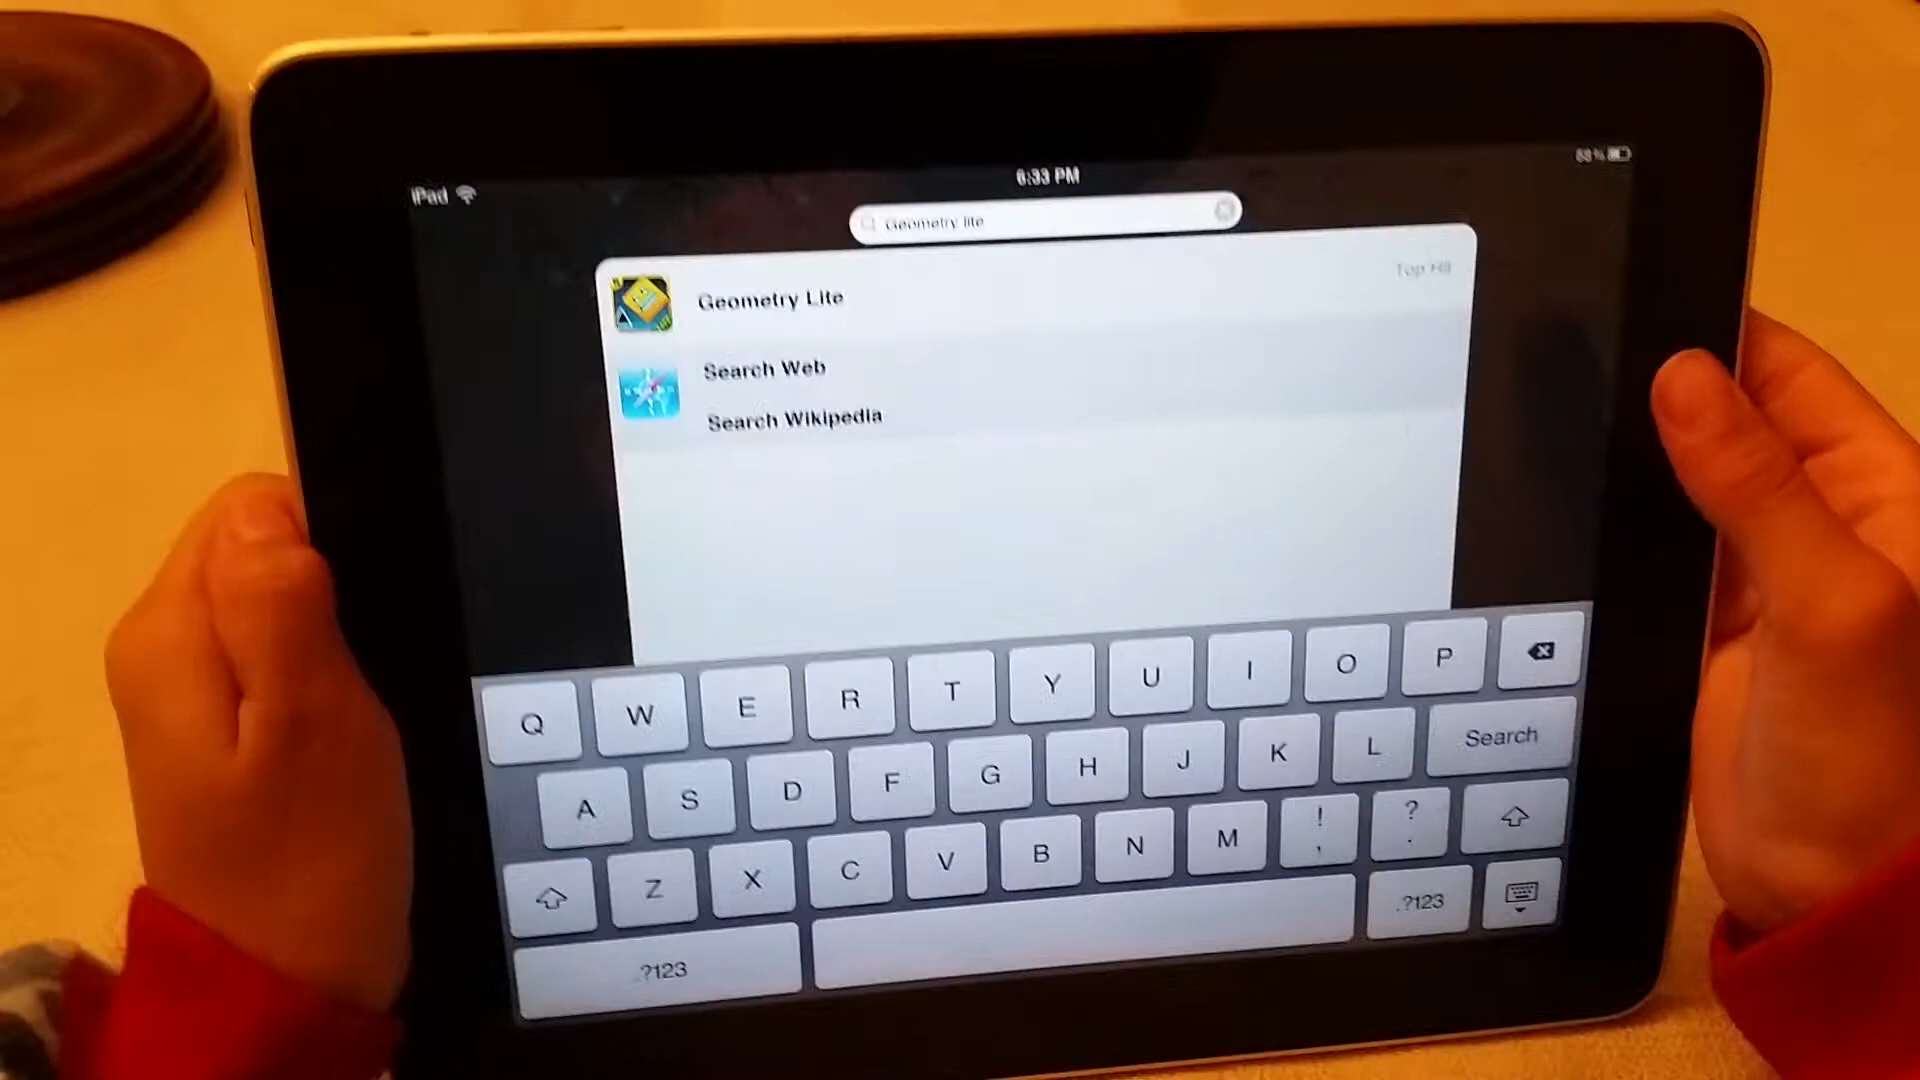 iPad
6:33 PM
Geometry lite
Top Hit
Geometry Lite
Search Web
Search Wikipedia
Q W E R T Y U I O P
A S D F G H J K L Search
Z X C V B N M ! , ? .
.?123 .?123